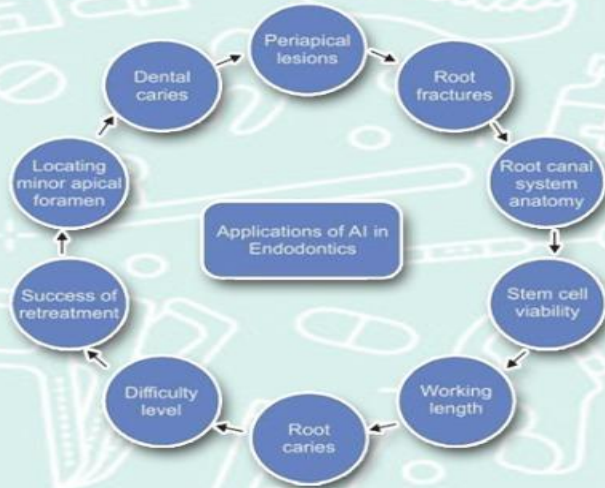 Applications of AI in
Endodontics
Periapical
lesions
Root
fractures
Root canal
system
anatomy
Stem cell
viability
Working
length
Root
caries
Difficulty
level
Success of
retreatment
Locating
minor apical
foramen
Dental
caries